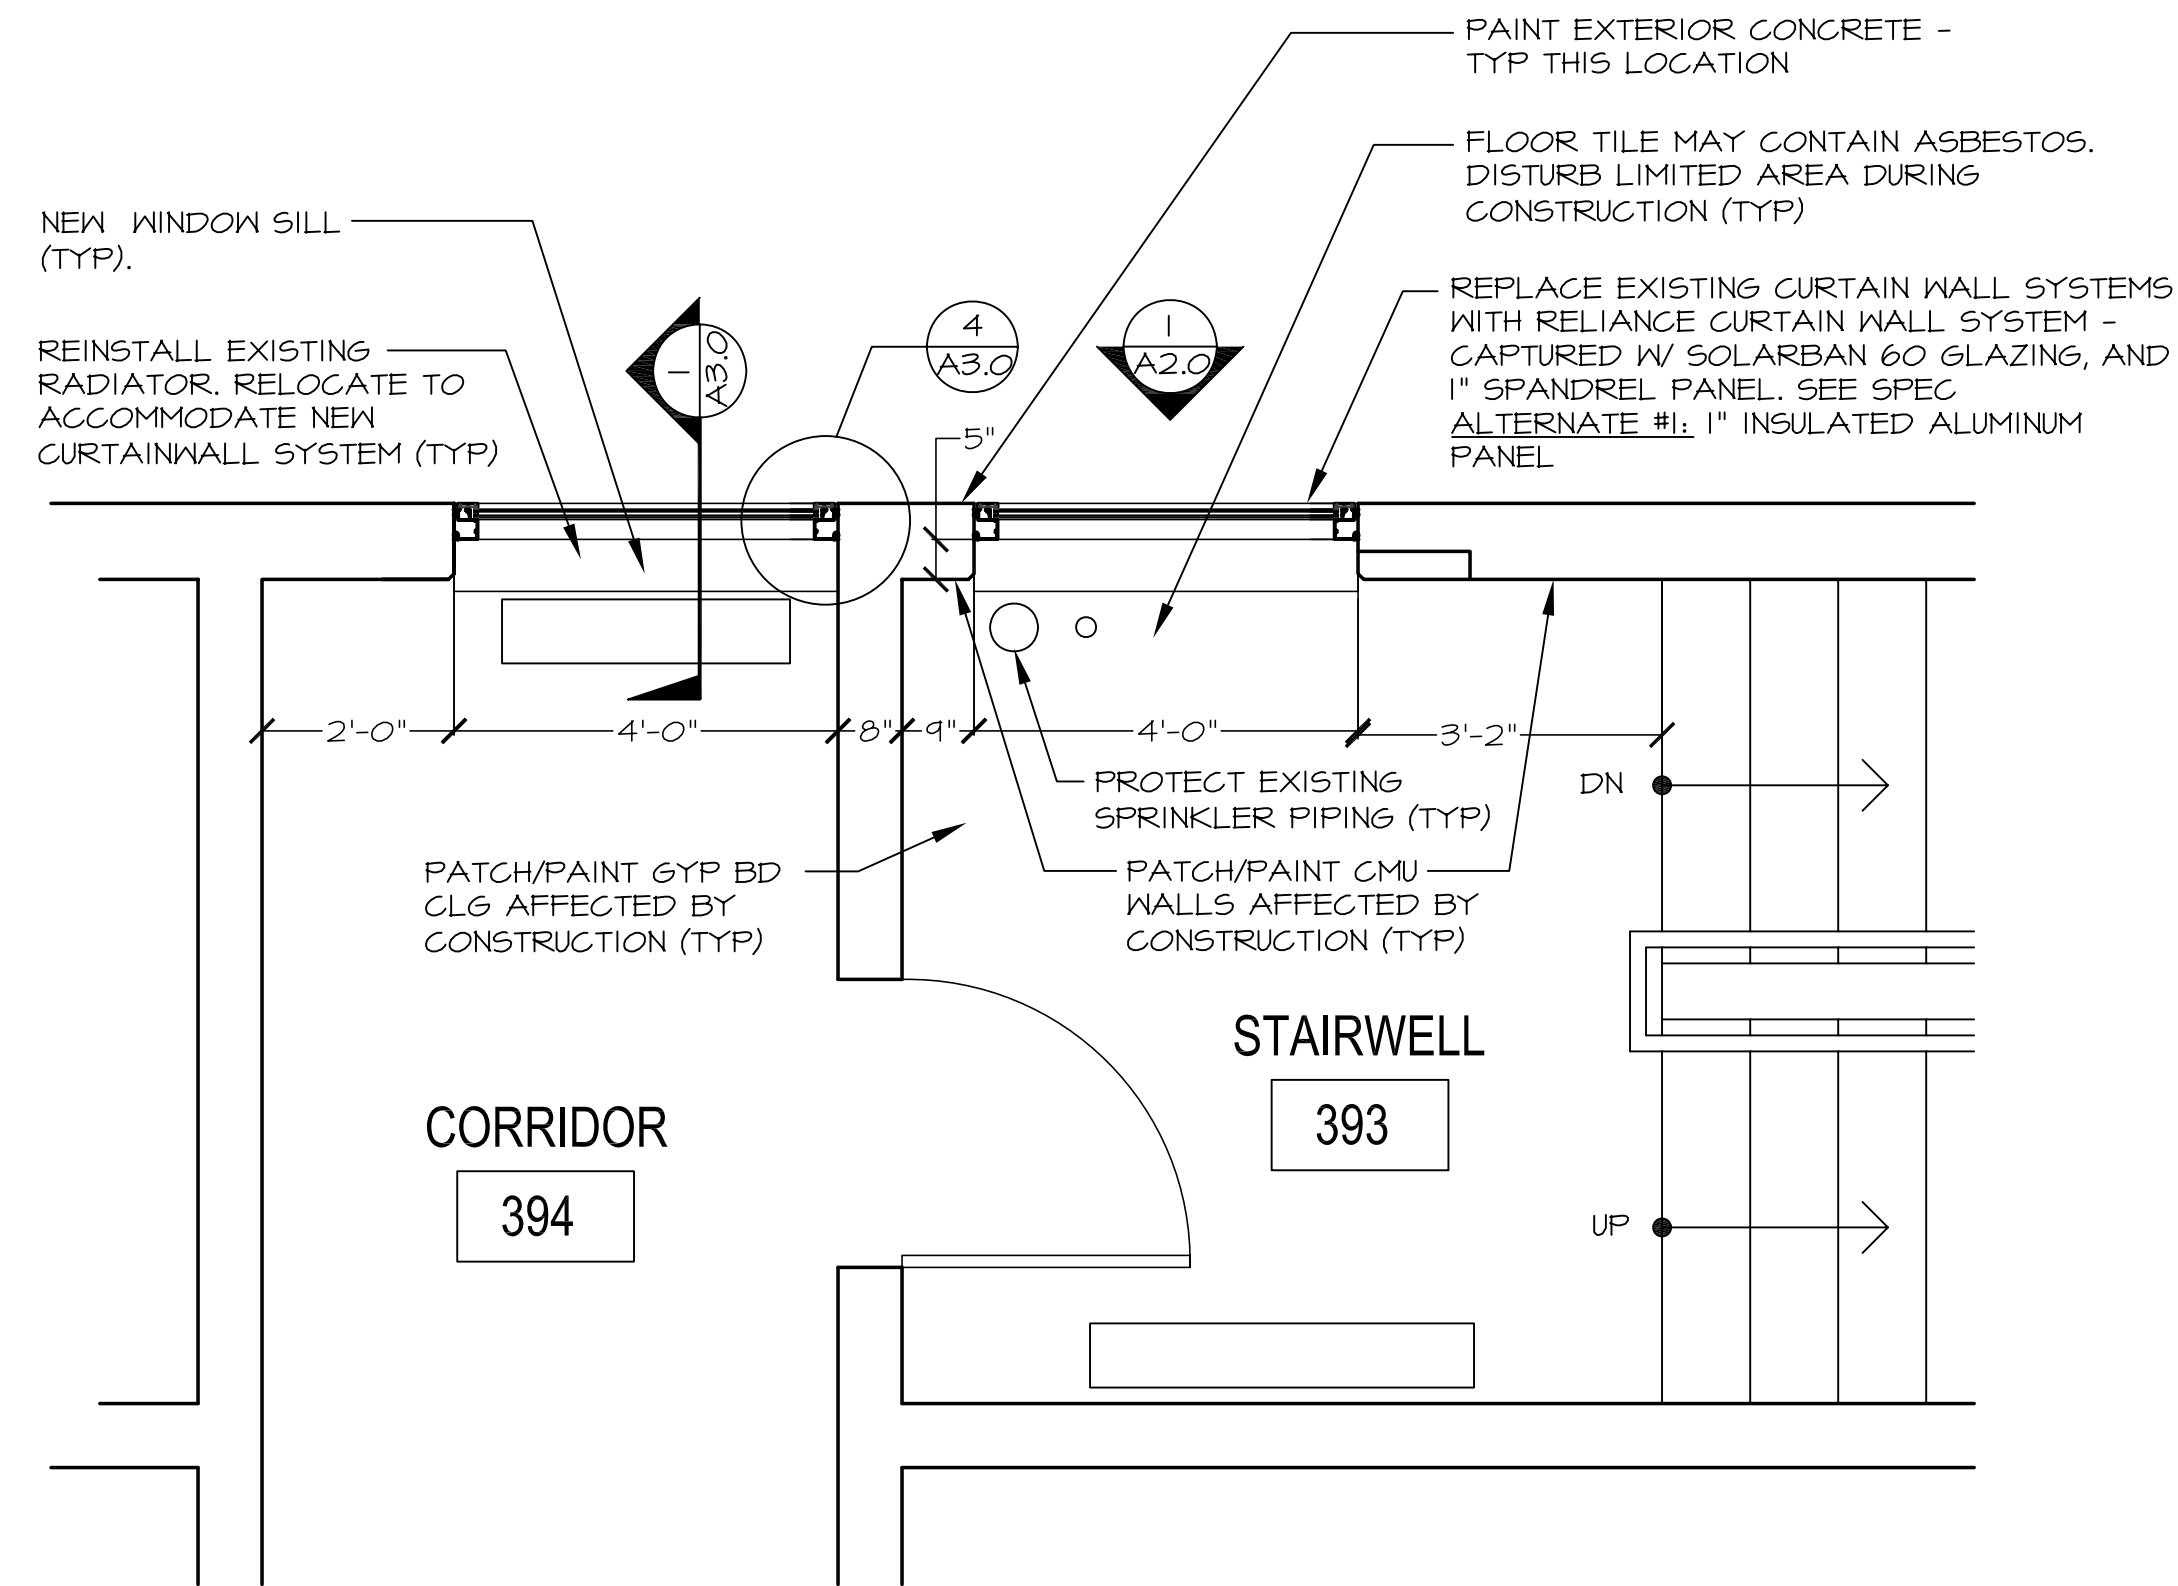 PAINT EXTERIOR CONCRETE -
TYP THIS LOCATION
FLOOR TILE MAY CONTAIN ASBESTOS.
DISTURB LIMITED AREA DURING
CONSTRUCTION (TYP)
NEW WINDOW SILL
(TYP).
REPLACE EXISTING CURTAIN WALL SYSTEMS
WITH RELIANCE CURTAIN WALL SYSTEM -
CAPTURED W/ SOLARBAN 60 GLAZING, AND
1" SPANDREL PANEL. SEE SPEC
ALTERNATE #1: 1" INSULATED ALUMINUM
PANEL
REINSTALL EXISTING
RADIATOR. RELOCATE TO
ACCOMMODATE NEW
CURTAINWALL SYSTEM (TYP)
1
A3.0
4
A3.0
1
A2.0
5"
2'-0"
4'-0"
8"
9"
4'-0"
3'-2"
PROTECT EXISTING
SPRINKLER PIPING (TYP)
DN
PATCH/PAINT GYP BD
CLG AFFECTED BY
CONSTRUCTION (TYP)
PATCH/PAINT CMU
WALLS AFFECTED BY
CONSTRUCTION (TYP)
STAIRWELL
393
CORRIDOR
394
UP